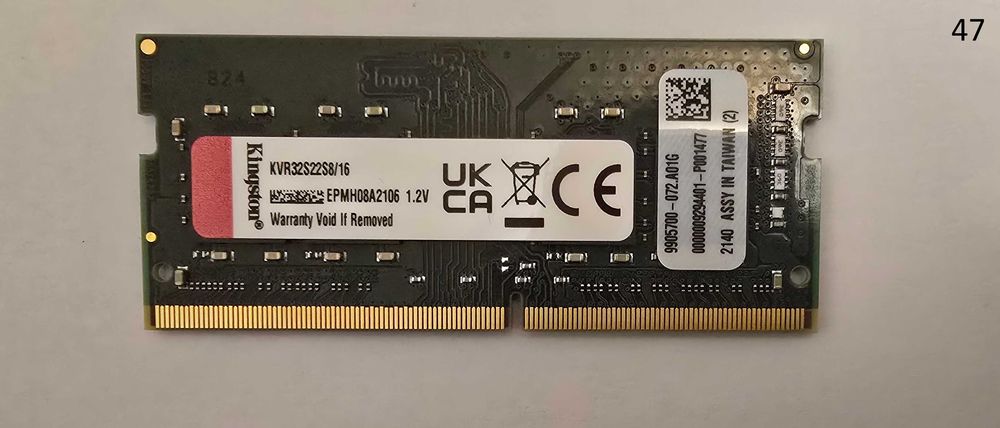 47
824
Kingston®
KVR32S22S8/16
EPMH08A2106 1.2V
Warranty Void If Removed
UK
CA
CE
9905700-072.A01G
0000009294401-P001477
2140 ASSY IN TAIWAN (2)